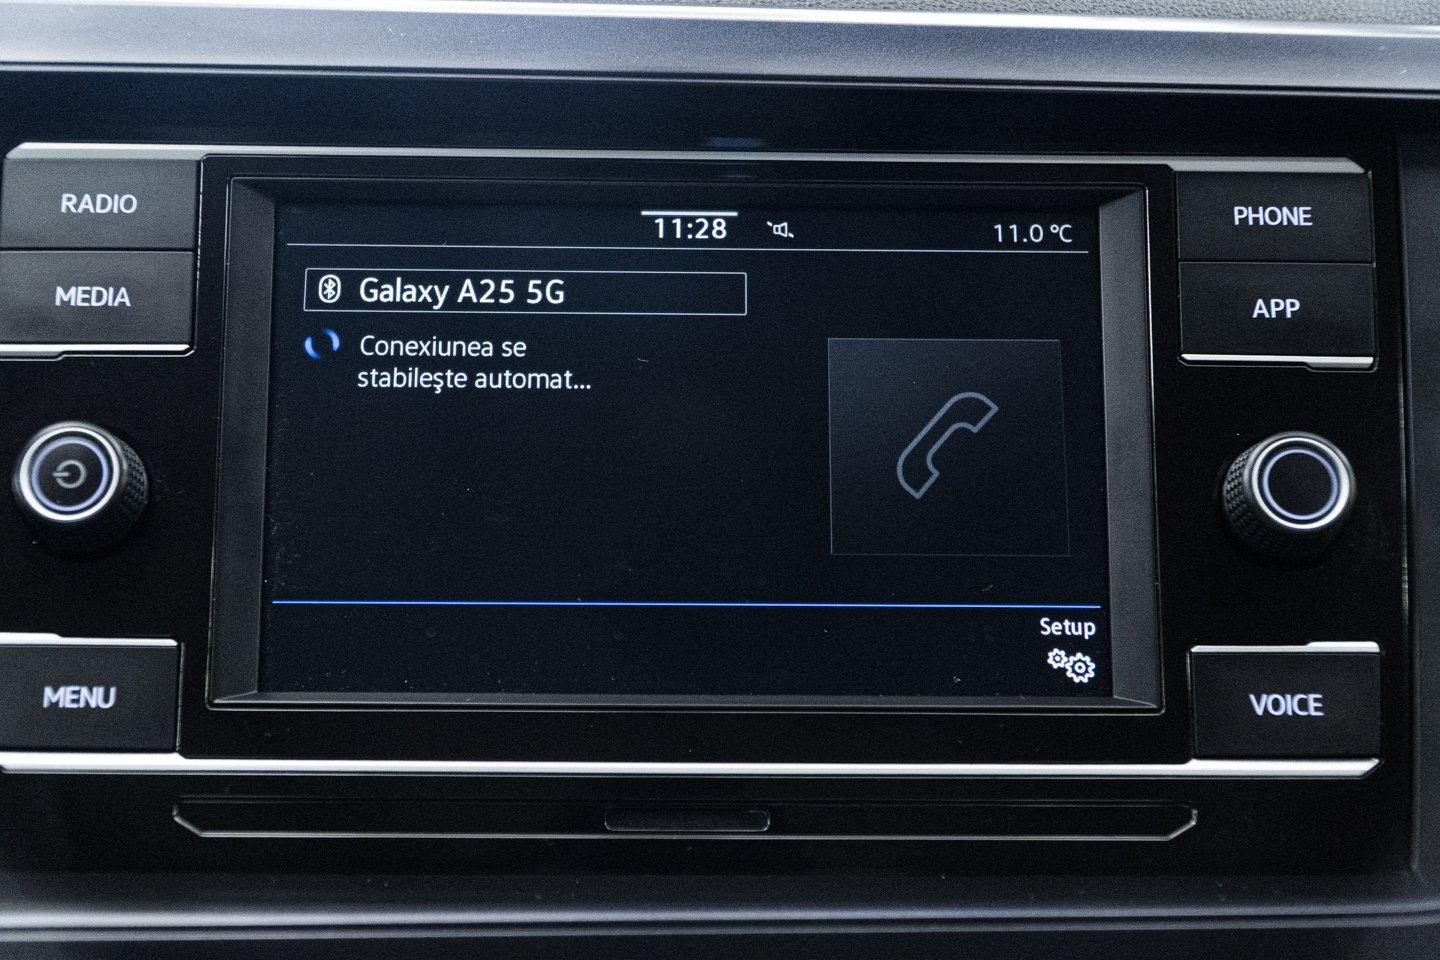 RADIO
MEDIA
MENU
11:28
11.0 °C
Galaxy A25 5G
Conexiunea se
stabileşte automat...
Setup
PHONE
APP
VOICE